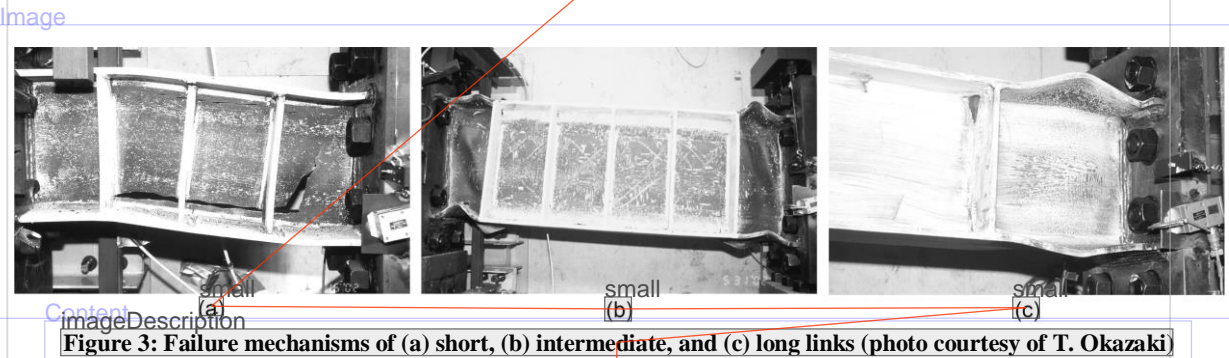 Image
small
small
small
(a)
(b)
(c)
Content
imageDescription
Figure 3: Failure mechanisms of (a) short, (b) intermediate, and (c) long links (photo courtesy of T. Okazaki)